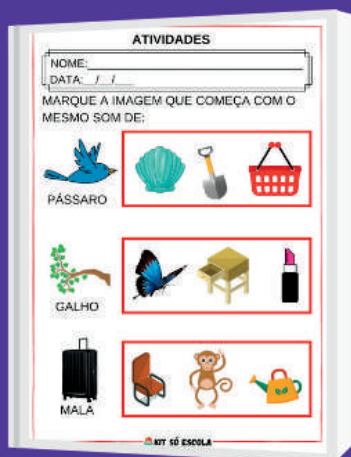 ATIVIDADES
NOME:
DATA: / /
MARQUE A IMAGEM QUE COMEÇA COM O
MESMO SOM DE:
PÁSSARO
GALHO
MALA
KIT SÓ ESCOLA